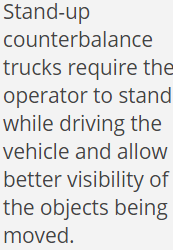 Stand-up
counterbalance
trucks require the
operator to stand
while driving the
vehicle and allow
better visibility of
the objects being
moved.